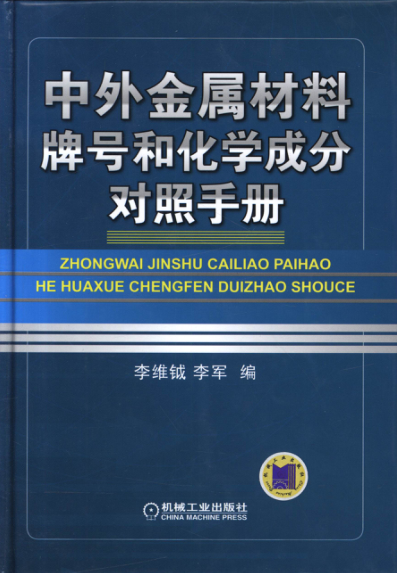 中外金属材料
牌号和化学成分
对照手册
ZHONGWAI JINSHU CAILIAO PAIHAO
HE HUAXUE CHENGFEN DUIZHAO SHOUCE
李维钺 李军 编
机械工业出版社
CHINA MACHINE PRESS